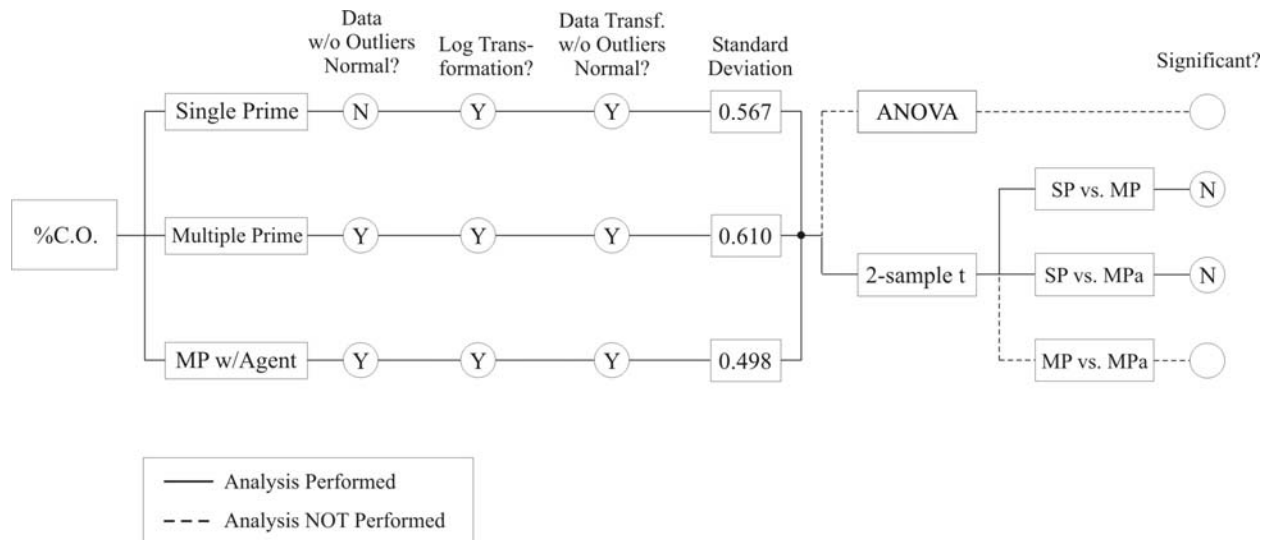 Data
w/o Outliers
Normal?
Log Trans-
formation?
Data Transf.
w/o Outliers
Normal?
Standard
Deviation
Significant?
Single Prime
N
Y
Y
0.567
ANOVA
SP vs. MP
N
%C.O.
Multiple Prime
Y
Y
Y
0.610
2-sample t
SP vs. MPa
N
MP w/Agent
Y
Y
Y
0.498
MP vs. MPa
Analysis Performed
Analysis NOT Performed